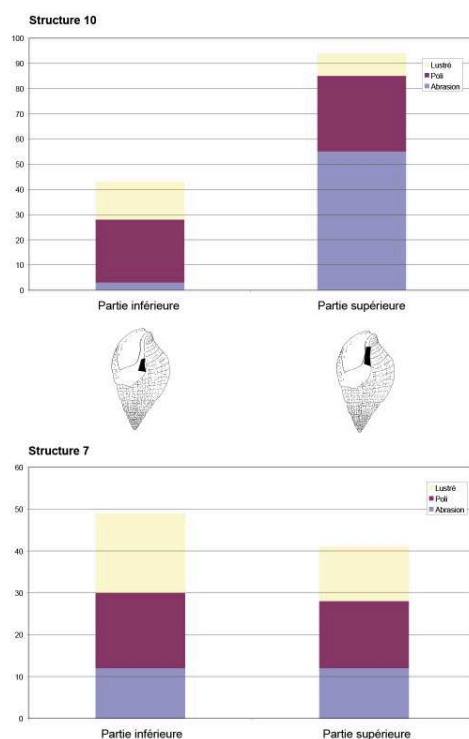 Structure 10
100
90
80
70
60
50
40
30
20
10
0
Lustré
Poli
Abrasion
Partie inférieure Partie supérieure
Structure 7
60
50
40
30
20
10
0
Lustré
Poli
Abrasion
Partie inférieure Partie supérieure